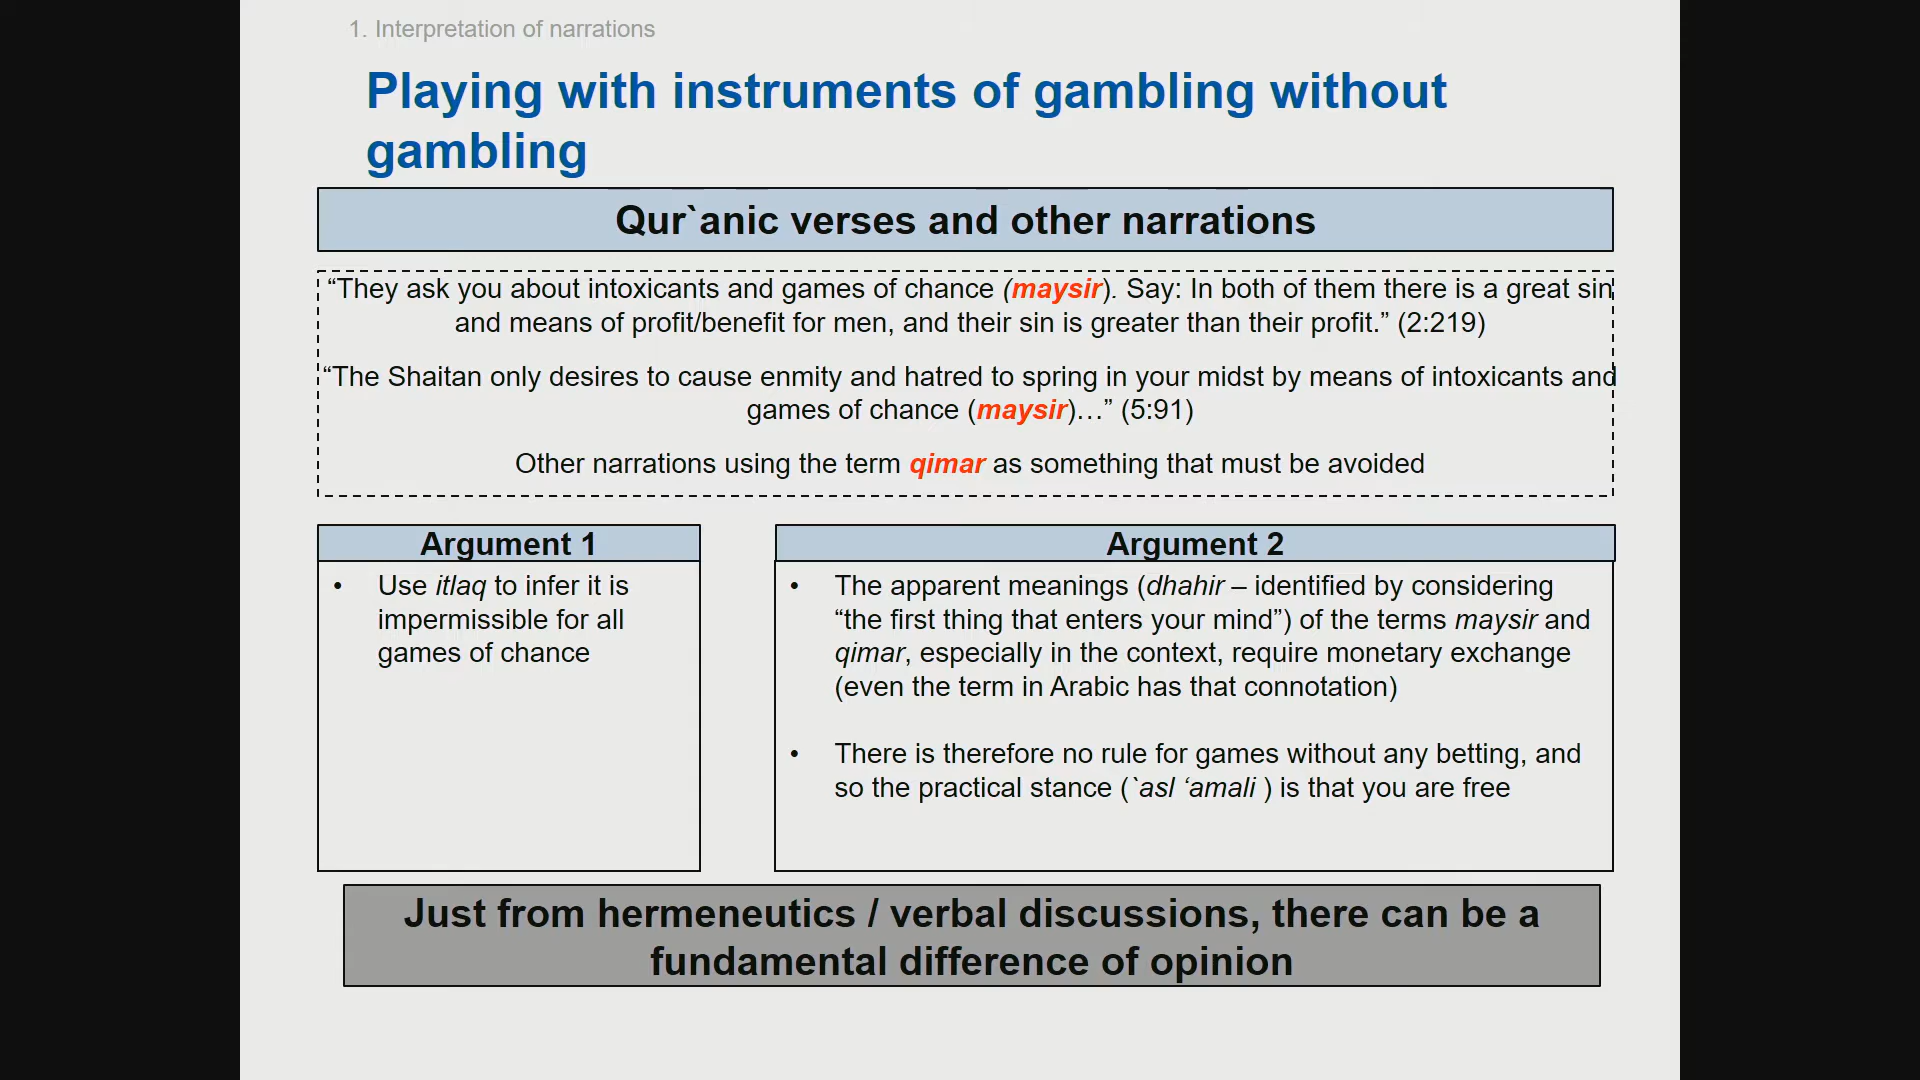 1. Interpretation of narrations
Playing with instruments of gambling without
gambling
Qur`anic verses and other narrations
“They ask you about intoxicants and games of chance (maysir). Say: In both of them there is a great sin
and means of profit/benefit for men, and their sin is greater than their profit.” (2:219)
“The Shaitan only desires to cause enmity and hatred to spring in your midst by means of intoxicants and
games of chance (maysir)…” (5:91)
Other narrations using the term qimar as something that must be avoided
Argument 1
• Use itlaq to infer it is
impermissible for all
games of chance
Argument 2
• The apparent meanings (dhahir – identified by considering
“the first thing that enters your mind”) of the terms maysir and
qimar, especially in the context, require monetary exchange
(even the term in Arabic has that connotation)
• There is therefore no rule for games without any betting, and
so the practical stance (`asl ‘amali ) is that you are free
Just from hermeneutics / verbal discussions, there can be a
fundamental difference of opinion